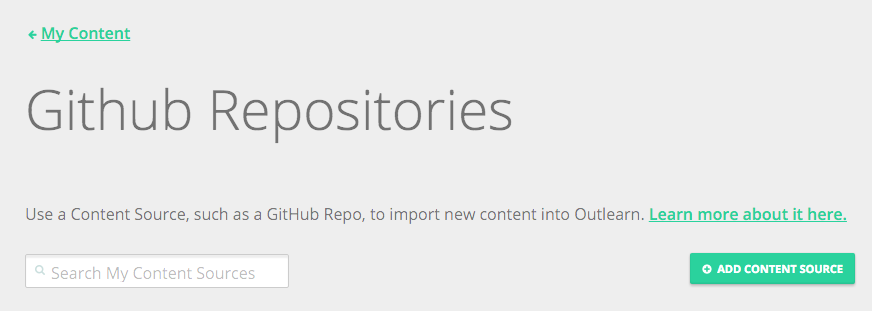 My Content
Github Repositories
Use a Content Source, such as a GitHub Repo, to import new content into Outlearn. Learn more about it here.
Search My Content Sources
ADD CONTENT SOURCE